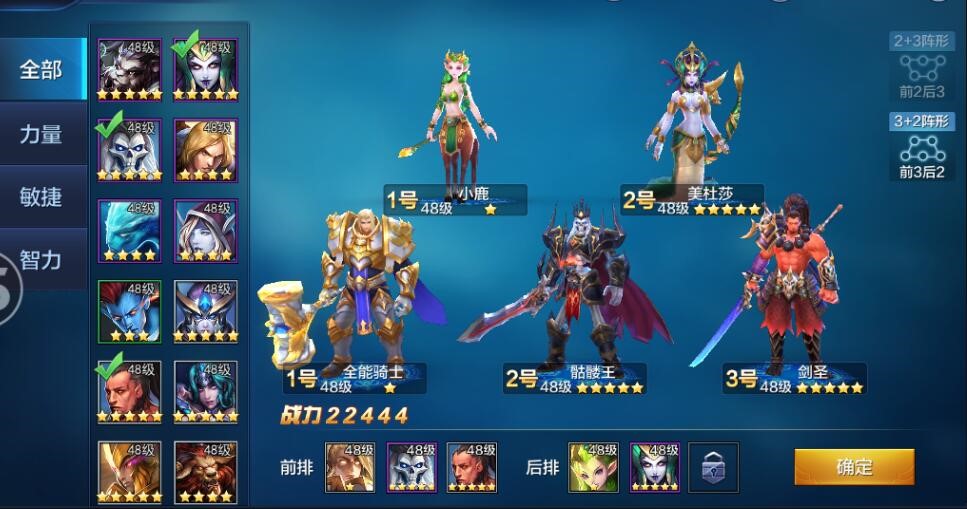 全部
力量
敏捷
智力
48级
48级
48级
48级
48级
48级
48级
48级
48级
48级
48级
48级
1号 小鹿
48级
2号 美杜莎
48级
1号 全能骑士
48级
2号 骷髅王
48级
3号 剑圣
48级
战力22444
前排
48级
48级
48级
后排
48级
48级
确定
2+3阵形
前2后3
3+2阵形
前3后2